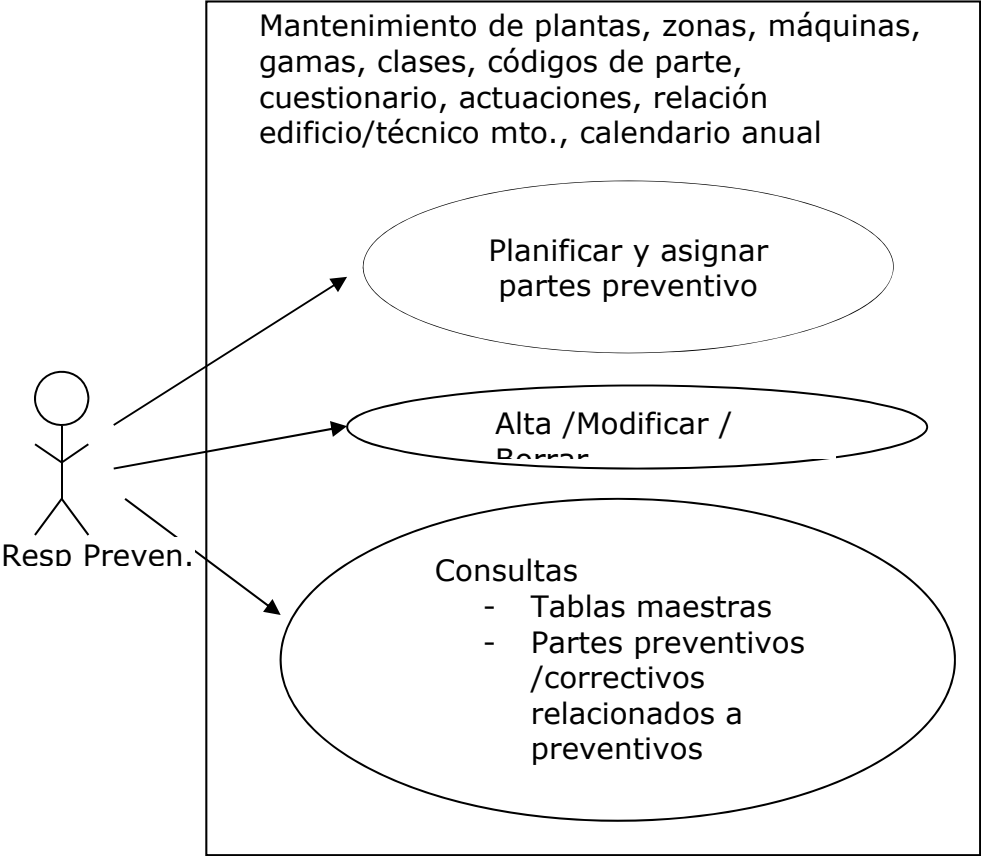 Mantenimiento de plantas, zonas, máquinas,
gamas, clases, códigos de parte,
cuestionario, actuaciones, relación
edificio/técnico mto., calendario anual
Planificar y asignar
partes preventivo
Alta /Modificar /
Borrar
Resp Preven.
Consultas
- Tablas maestras
- Partes preventivos
/correctivos
relacionados a
preventivos